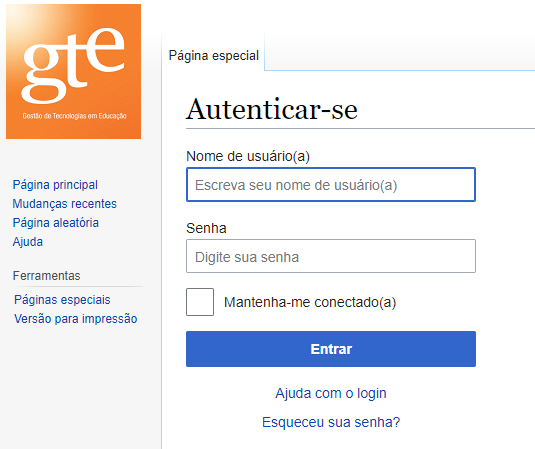 gte
Gestão de Tecnologias em Educação
Página principal
Mudanças recentes
Página aleatória
Ajuda
Ferramentas
Páginas especiais
Versão para impressão
Página especial
Autenticar-se
Nome de usuário(a)
Escreva seu nome de usuário(a)
Senha
Digite sua senha
Mantenha-me conectado(a)
Entrar
Ajuda com o login
Esqueceu sua senha?